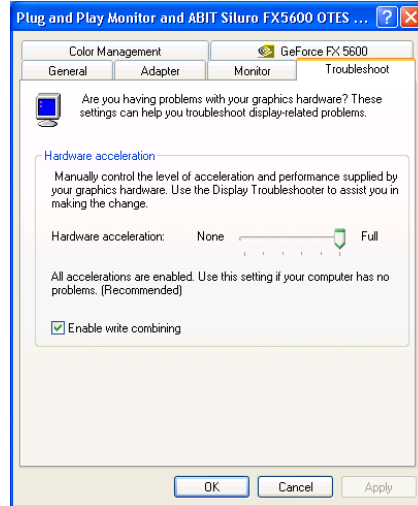 Plug and Play Monitor and ABIT Siluro FX5600 OTES ...
Color Management
GeForce FX 5600
General
Adapter
Monitor
Troubleshoot
Are you having problems with your graphics hardware? These
settings can help you troubleshoot display-related problems.
Hardware acceleration
Manually control the level of acceleration and performance supplied by
your graphics hardware. Use the Display Troubleshooter to assist you in
making the change.
Hardware acceleration:
None
Full
All accelerations are enabled. Use this setting if your computer has no
problems. (Recommended)
Enable write combining
OK
Cancel
Apply